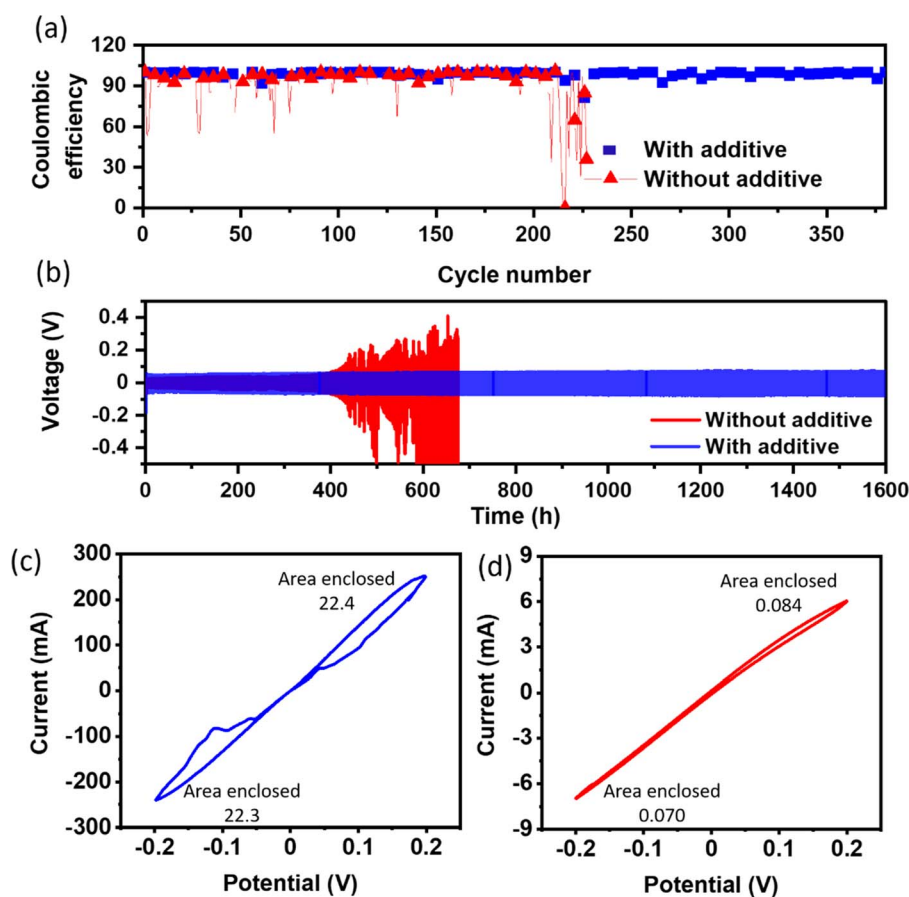 (a)
120
90
60
30
0
Coulombic
efficiency
With additive
Without additive
0 50 100 150 200 250 300 350
Cycle number
(b)
0.4
0.2
0
-0.2
-0.4
Voltage (V)
Without additive
With additive
0 200 400 600 800 1000 1200 1400 1600
Time (h)
(c)
300
200
100
0
-100
-200
-300
Current (mA)
Area enclosed
22.4
Area enclosed
22.3
-0.2 -0.1 0 0.1 0.2
Potential (V)
(d)
9
6
3
0
-3
-6
-9
Current (mA)
Area enclosed
0.084
Area enclosed
0.070
-0.2 -0.1 0 0.1 0.2
Potential (V)